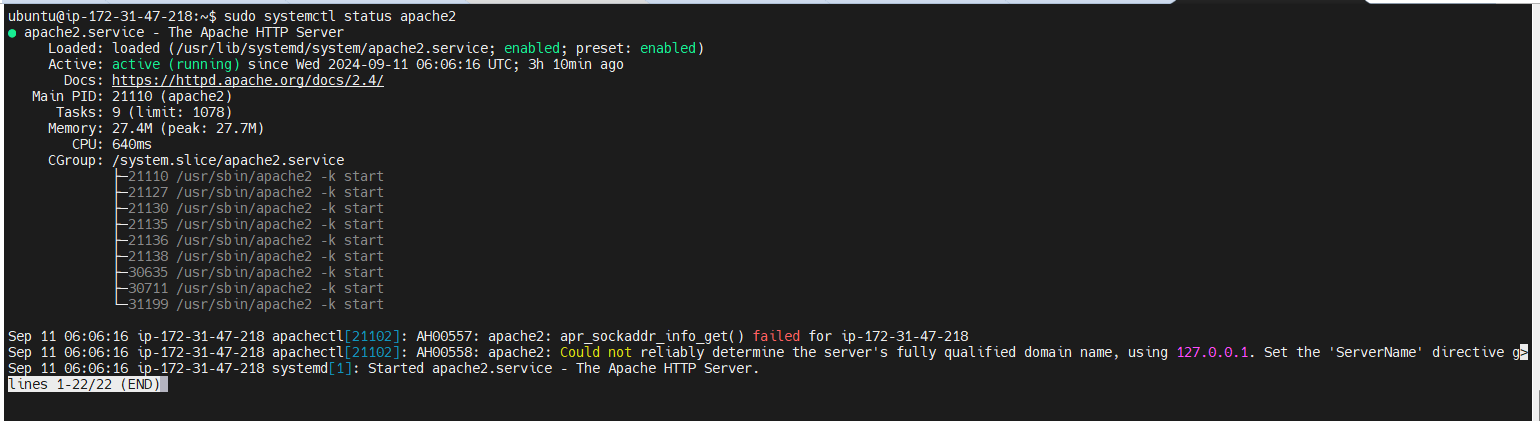 ubuntu@ip-172-31-47-218:~$ sudo systemctl status apache2
● apache2.service - The Apache HTTP Server
     Loaded: loaded (/usr/lib/systemd/system/apache2.service; enabled; preset: enabled)
     Active: active (running) since Wed 2024-09-11 06:06:16 UTC; 3h 10min ago
       Docs: https://httpd.apache.org/docs/2.4/
   Main PID: 21110 (apache2)
      Tasks: 9 (limit: 1078)
     Memory: 27.4M (peak: 27.7M)
        CPU: 640ms
     CGroup: /system.slice/apache2.service
             ├─21110 /usr/sbin/apache2 -k start
             ├─21127 /usr/sbin/apache2 -k start
             ├─21130 /usr/sbin/apache2 -k start
             ├─21135 /usr/sbin/apache2 -k start
             ├─21136 /usr/sbin/apache2 -k start
             ├─21138 /usr/sbin/apache2 -k start
             ├─30635 /usr/sbin/apache2 -k start
             ├─30711 /usr/sbin/apache2 -k start
             └─31199 /usr/sbin/apache2 -k start

Sep 11 06:06:16 ip-172-31-47-218 apachectl[21102]: AH00557: apache2: apr_sockaddr_info_get() failed for ip-172-31-47-218
Sep 11 06:06:16 ip-172-31-47-218 apachectl[21102]: AH00558: apache2: Could not reliably determine the server's fully qualified domain name, using 127.0.0.1. Set the 'ServerName' directive g>
Sep 11 06:06:16 ip-172-31-47-218 systemd[1]: Started apache2.service - The Apache HTTP Server.
lines 1-22/22 (END)